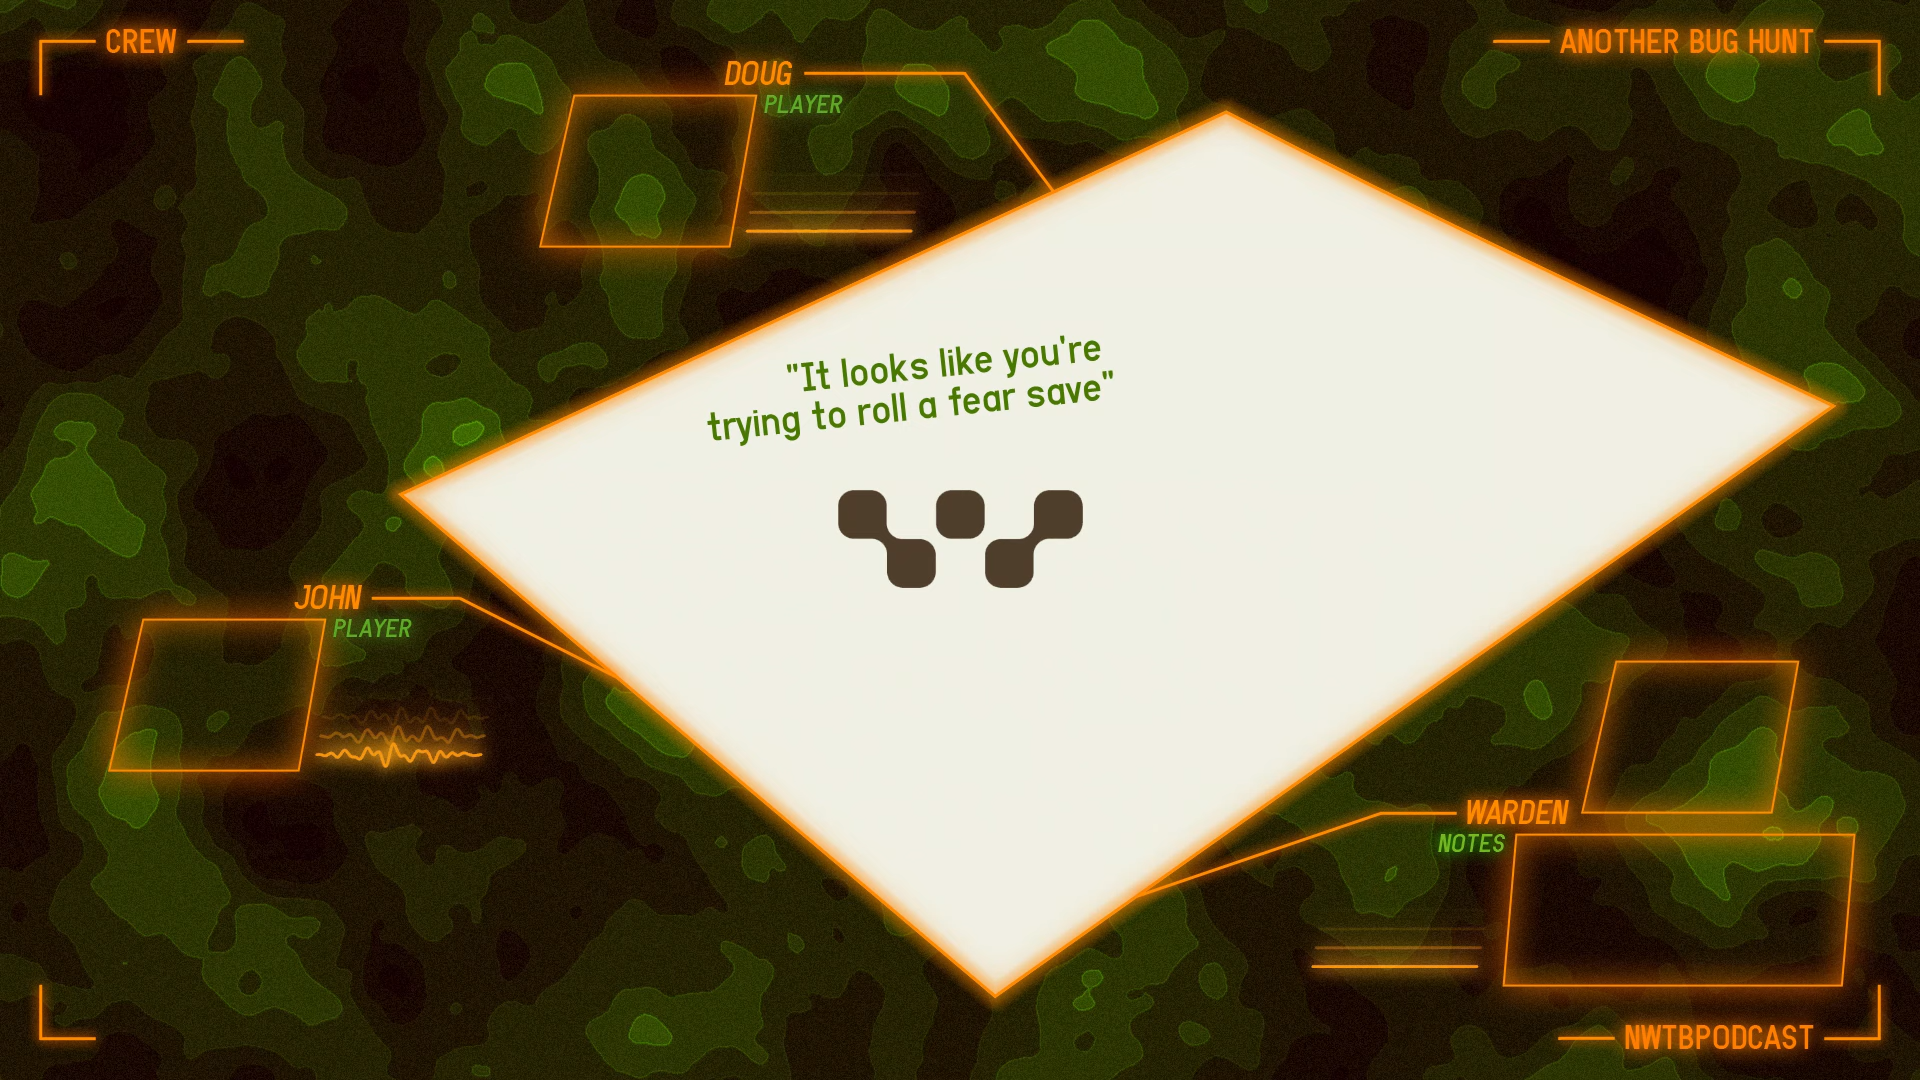 CREW
ANOTHER BUG HUNT
DOUG
PLAYER
"It looks like you're
trying to roll a fear save"
JOHN
PLAYER
WARDEN
NOTES
NWTBPODCAST